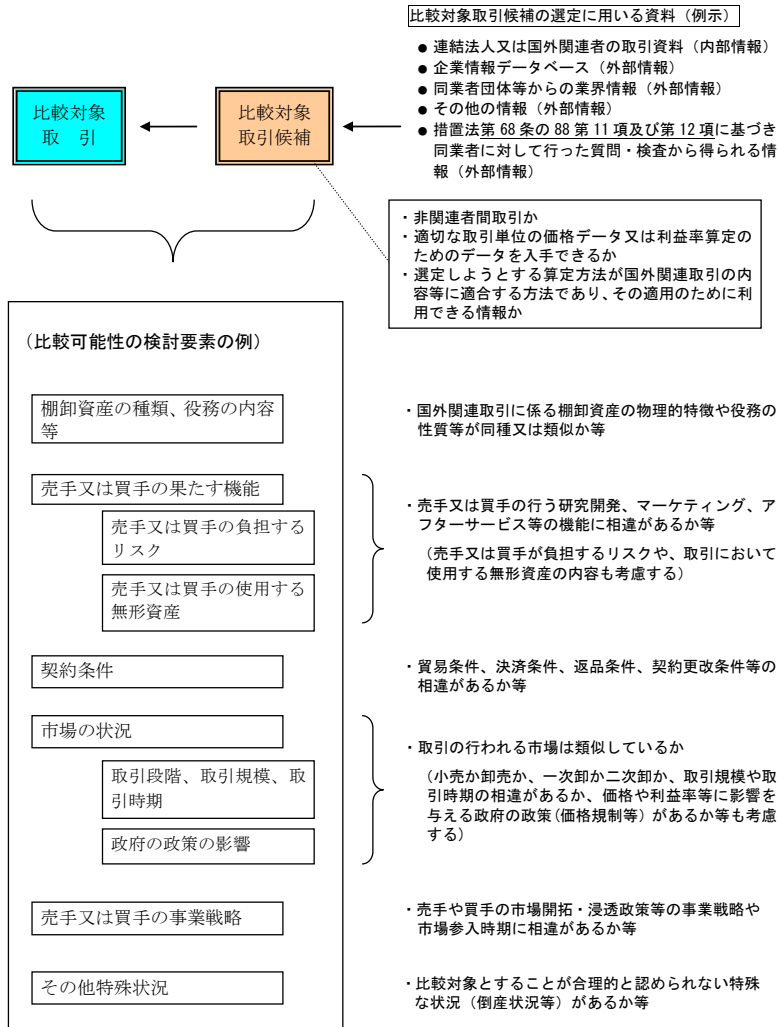 比較対象取引候補の選定に用いる資料（例示）
● 連結法人又は国外関連者の取引資料（内部情報）
● 企業情報データベース（外部情報）
● 同業者団体等からの業界情報（外部情報）
● その他の情報（外部情報）
● 措置法第 68 条の 88 第 11 項及び第 12 項に基づき
同業者に対して行った質問・検査から得られる情
報（外部情報）
比較対象
取　引
比較対象
取引候補
・非関連者間取引か
・適切な取引単位の価格データ又は利益率算定の
ためのデータを入手できるか
・選定しようとする算定方法が国外関連取引の内
容等に適合する方法であり、その適用のために利
用できる情報か
（比較可能性の検討要素の例）
棚卸資産の種類、役務の内容
等
・国外関連取引に係る棚卸資産の物理的特徴や役務の
性質等が同種又は類似か等
売手又は買手の果たす機能
売手又は買手の負担する
リスク
売手又は買手の使用する
無形資産
・売手又は買手の行う研究開発、マーケティング、ア
フターサービス等の機能に相違があるか等
（売手又は買手が負担するリスクや、取引において
使用する無形資産の内容も考慮する）
契約条件
・貿易条件、決済条件、返品条件、契約更改条件等の
相違があるか等
市場の状況
取引段階、取引規模、取
引時期
政府の政策の影響
・取引の行われる市場は類似しているか
（小売か卸売か、一次卸か二次卸か、取引規模や取
引時期の相違があるか、価格や利益率等に影響を
与える政府の政策（価格規制等）があるか等も考慮
する）
売手又は買手の事業戦略
・売手や買手の市場開拓・浸透政策等の事業戦略や
市場参入時期に相違があるか等
その他特殊状況
・比較対象とすることが合理的と認められない特殊
な状況（倒産状況等）があるか等